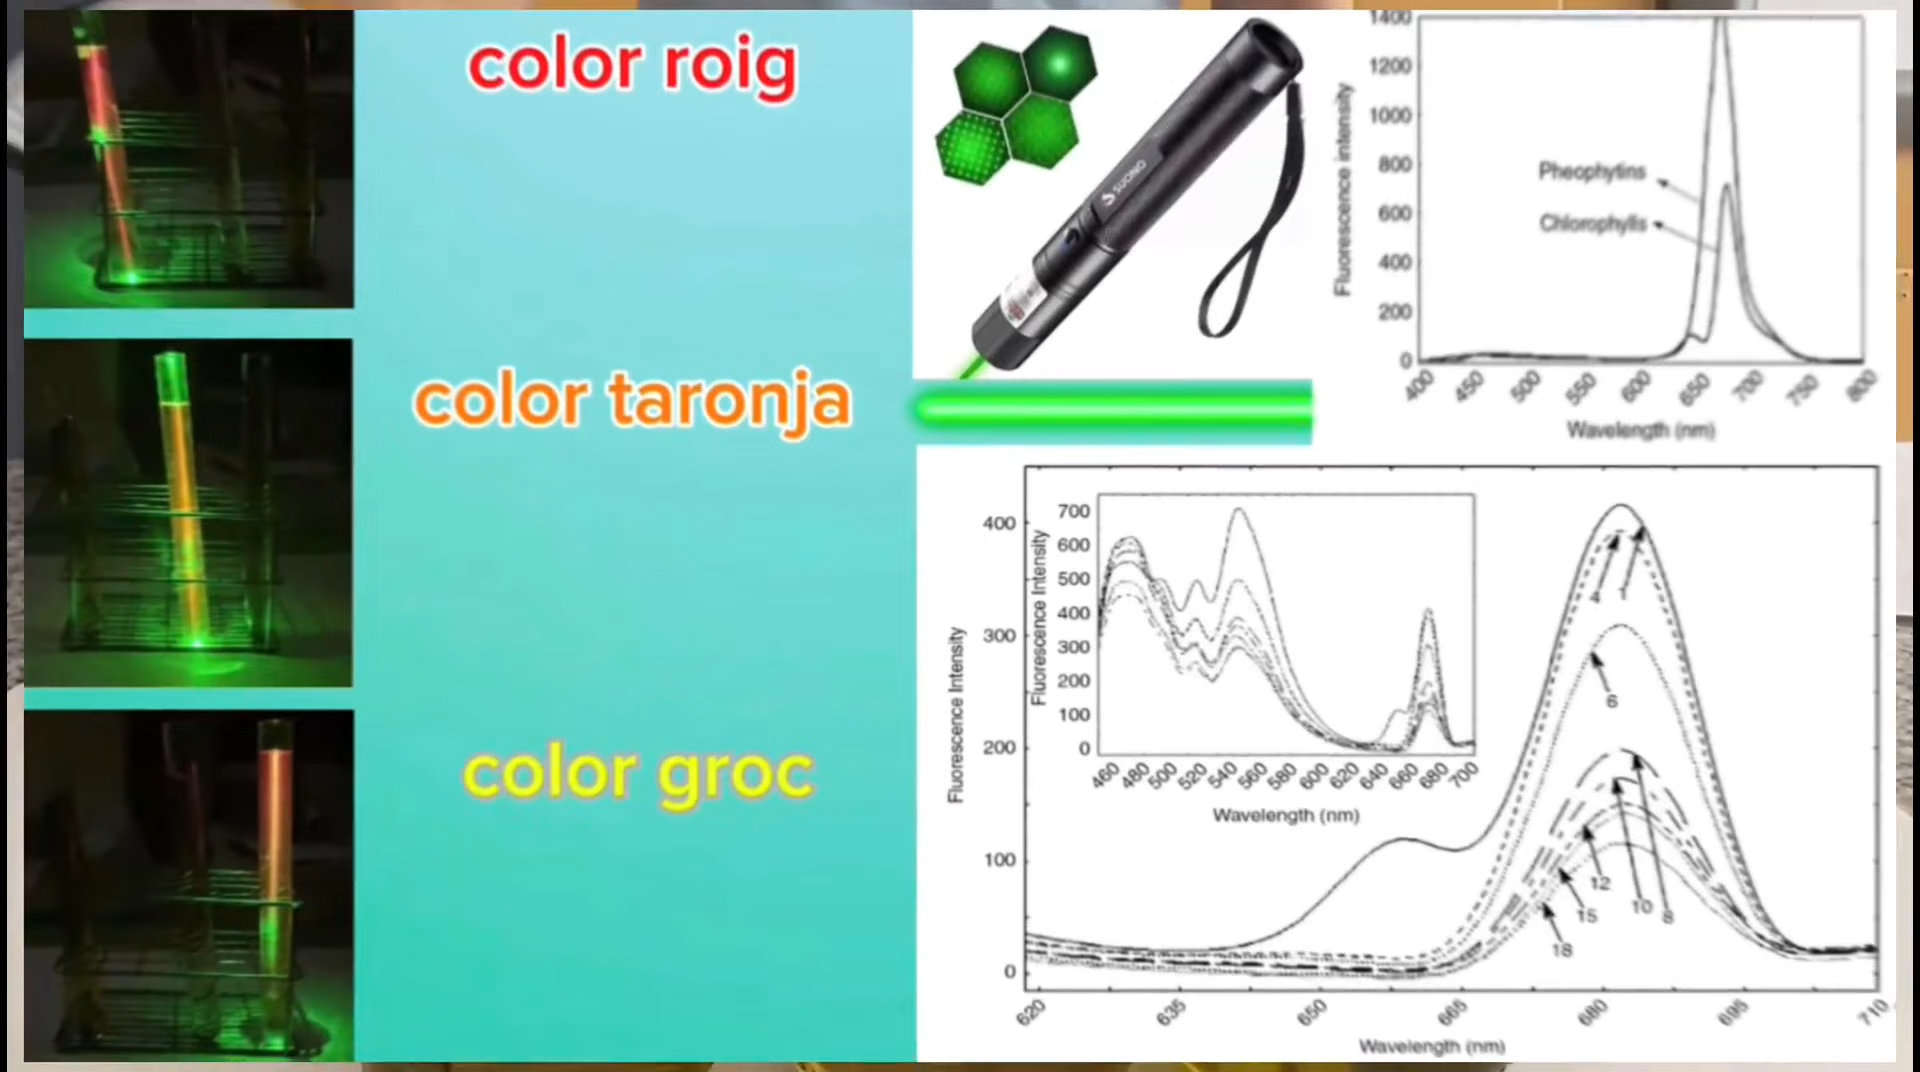 color roig
color taronja
color groc
SUONO
1400
1200
1000
800
600
400
200
0
Fluorescence intensity
Pheophytins
Chlorophylls
400 450 500 550 600 650 700 750 800
Wavelength (nm)
400
300
200
100
0
Fluorescence Intensity
700
600
500
400
300
200
100
0
Fluorescence Intensity
460 480 500 520 540 560 580 600 620 640 660 680 700
Wavelength (nm)
4 1
6
12
10 8
15
18
620 635 650 665 680 695 710
Wavelength (nm)